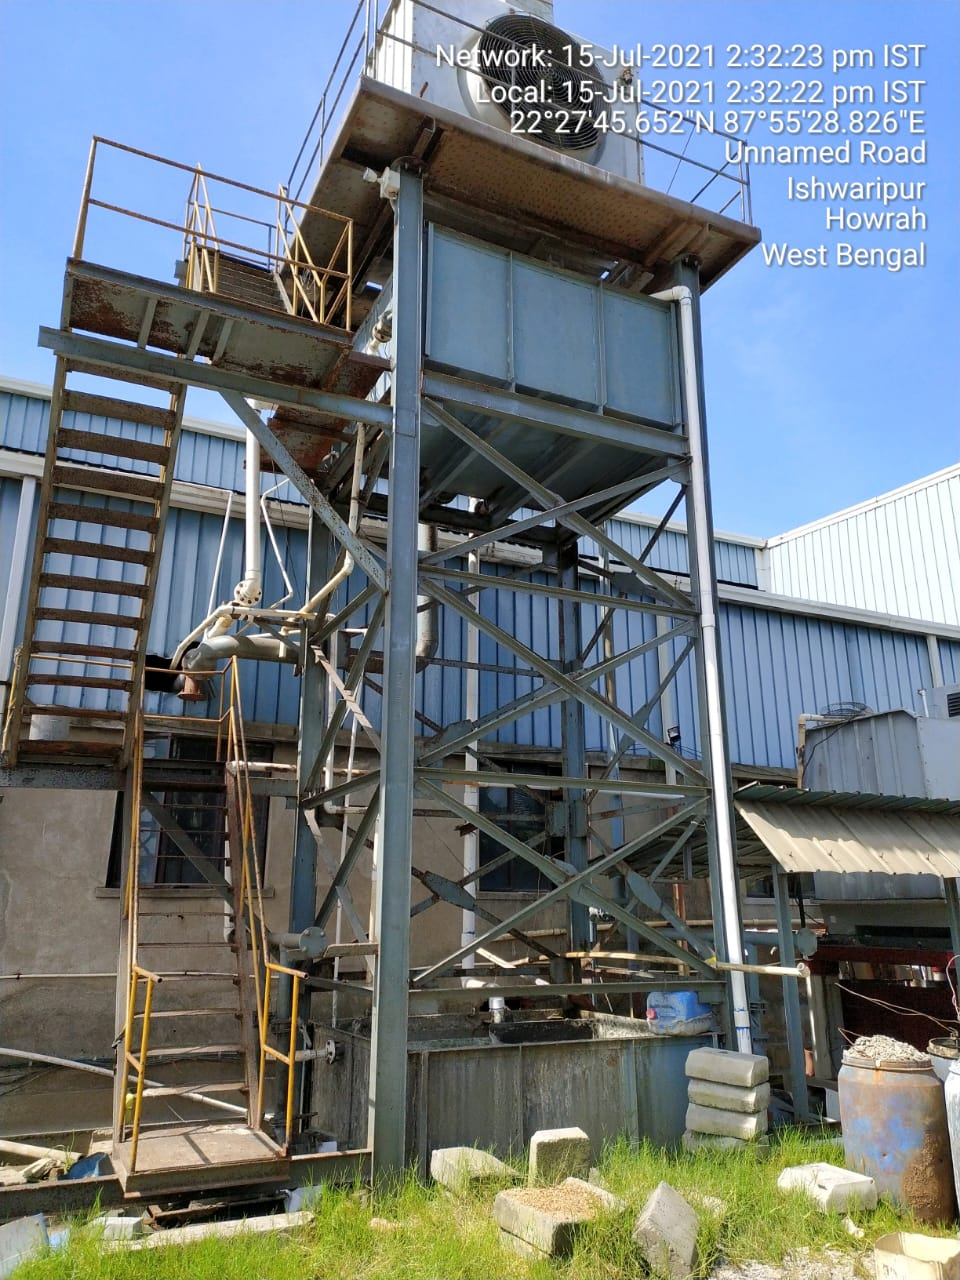 Network: 15-Jul-2021 2:32:23 pm IST
Local: 15-Jul-2021 2:32:22 pm IST
22°27'45.652"N 87°55'28.826"E
Unnamed Road
Ishwaripur
Howrah
West Bengal